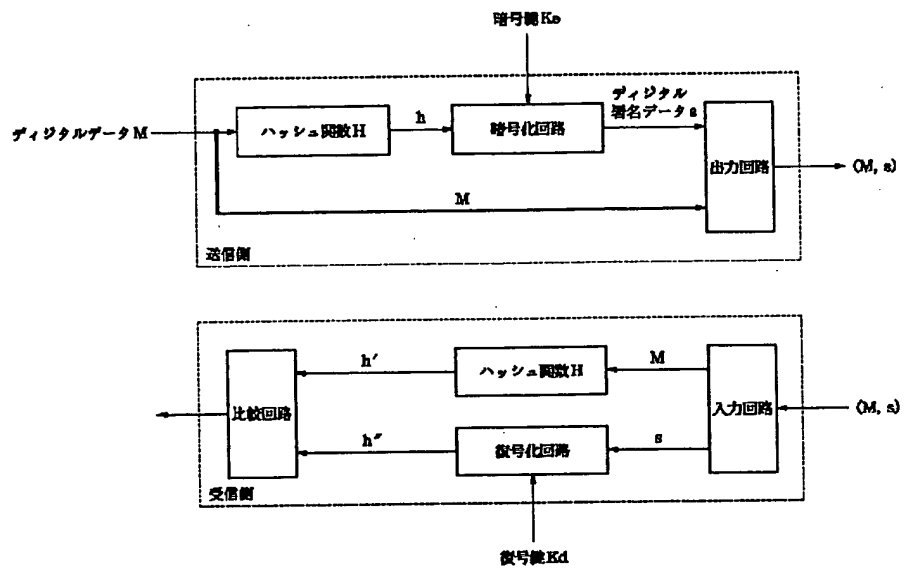 暗号鍵Ke
ディジタルデータM
ハッシュ関数H
h
暗号化回路
ディジタル
署名データs
出力回路
(M, s)
M
送信側
比較回路
h′
ハッシュ関数H
M
入力回路
(M, s)
h″
復号化回路
s
受信側
復号鍵Kd